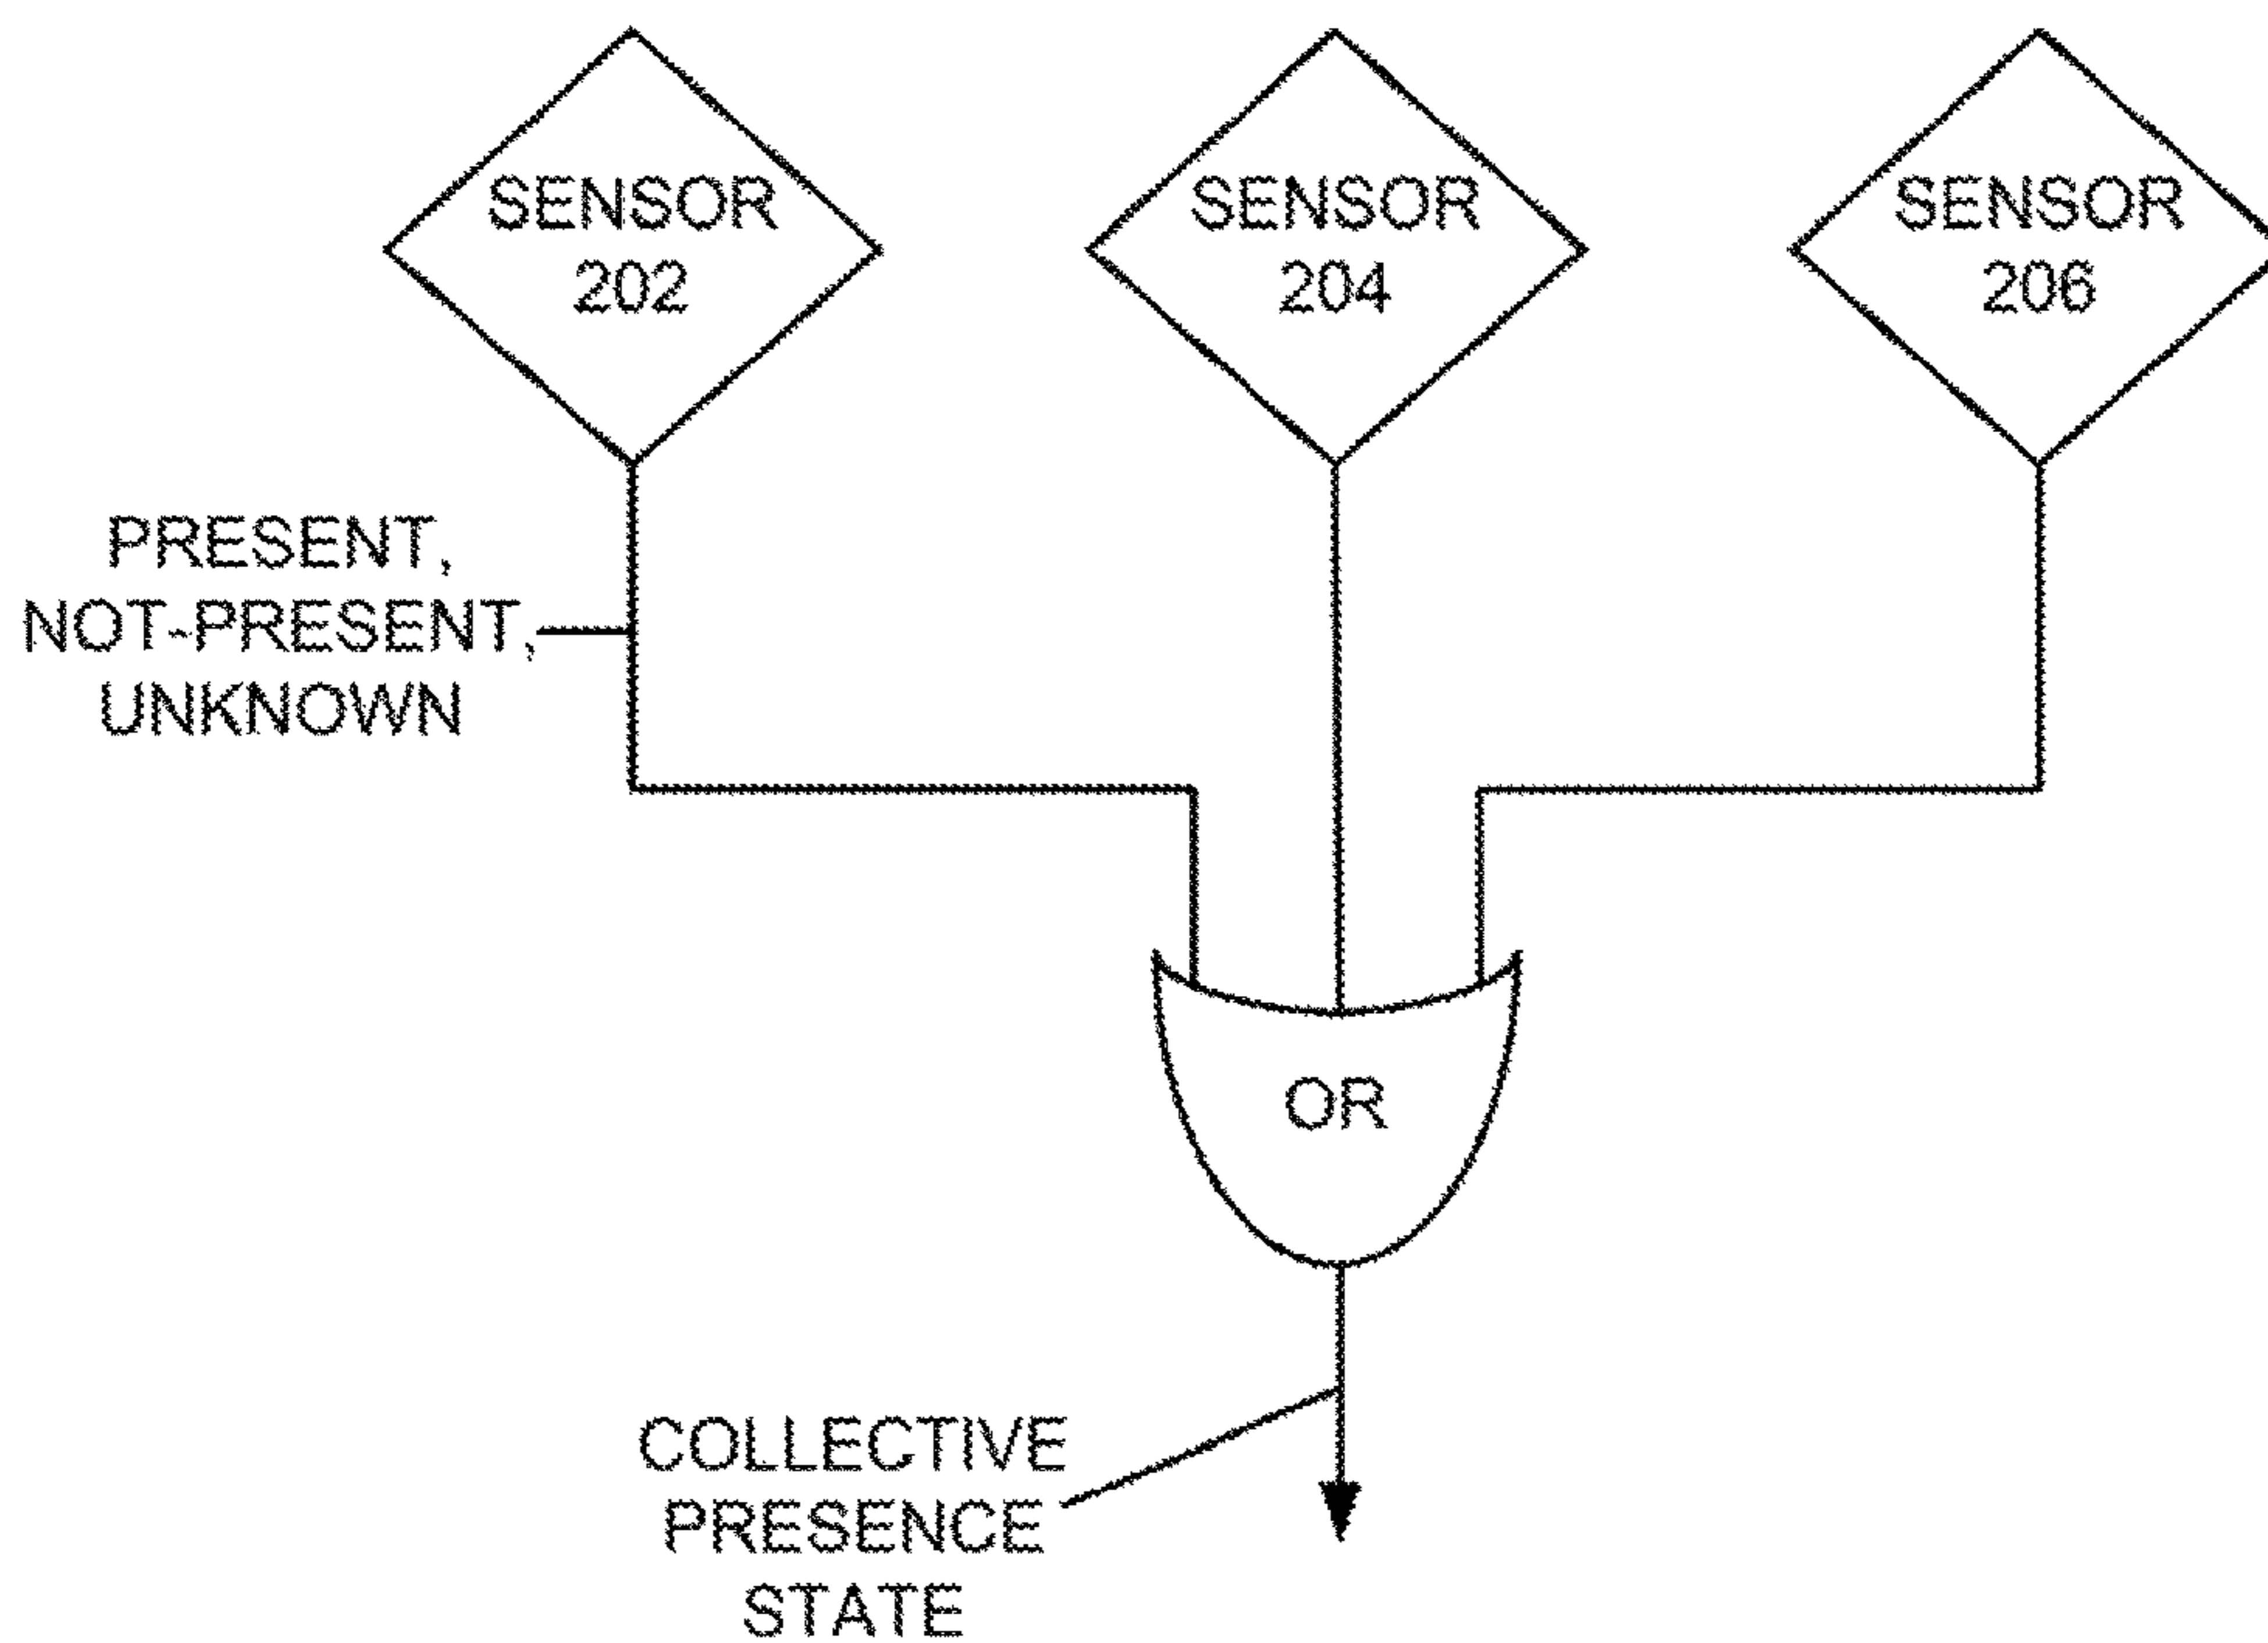 SENSOR
202
SENSOR
204
SENSOR
206
PRESENT,
NOT-PRESENT,
UNKNOWN
OR
COLLECTIVE
PRESENCE
STATE